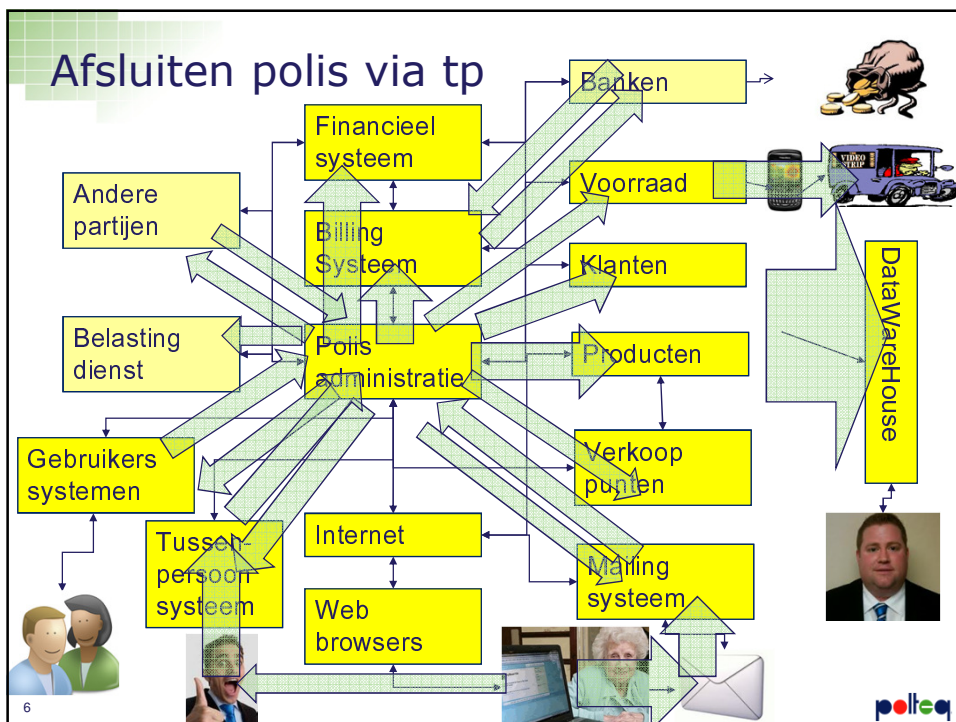 Afsluiten polis via tp
Banken
Financieel
systeem
VIDEO
STRIP
Voorraad
Andere
partijen
Billing
Systeem
Klanten
DataWareHouse
Belasting
dienst
Polis
administratie
Producten
Gebruikers
systemen
Verkoop
punten
Tussen-
persoon
systeem
Internet
Mailing
systeem
Web
browsers
6
polteq